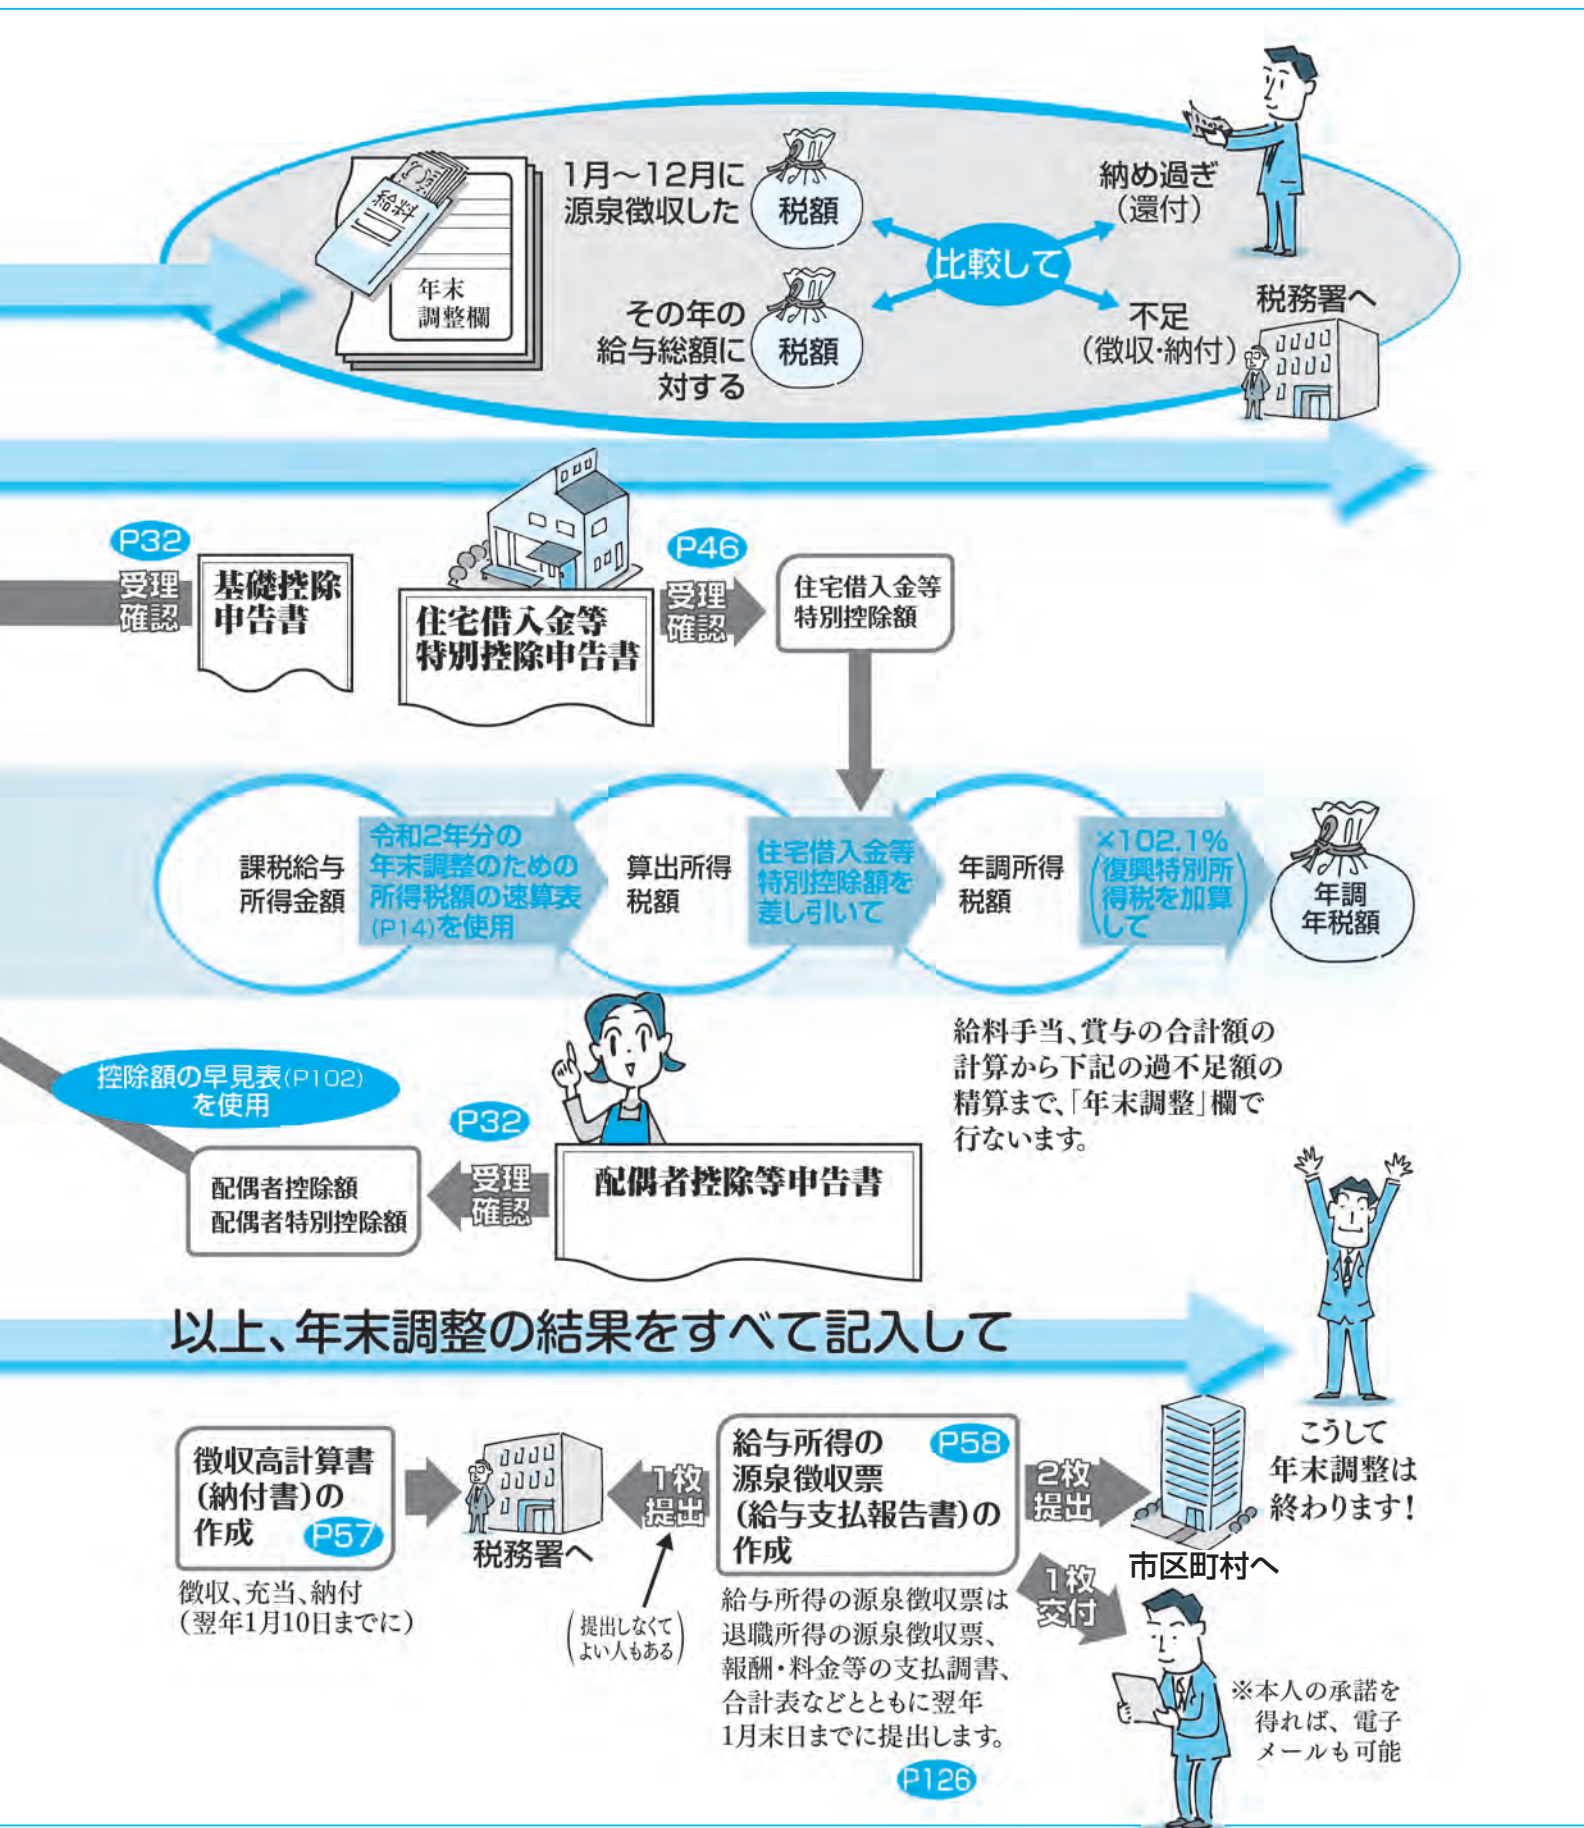 給料
年末
調整欄
1月～12月に
源泉徴収した
税額
その年の
給与総額に
対する
税額
比較して
納め過ぎ
（還付）
不足
（徴収・納付）
税務署へ
P32
受理
確認
基礎控除
申告書
住宅借入金等
特別控除申告書
P46
受理
確認
住宅借入金等
特別控除額
課税給与
所得金額
令和2年分の
年末調整のための
所得税額の速算表
(P14)を使用
算出所得
税額
住宅借入金等
特別控除額を
差し引いて
年調所得
税額
×102.1%
（復興特別所
得税を加算
して）
年調
年税額
給料手当、賞与の合計額の
計算から下記の過不足額の
精算まで、「年末調整」欄で
行ないます。
控除額の早見表(P102)
を使用
配偶者控除額
配偶者特別控除額
P32
受理
確認
配偶者控除等申告書
以上、年末調整の結果をすべて記入して
徴収高計算書
（納付書）の
作成 P57
徴収、充当、納付
（翌年1月10日までに）
税務署へ
1枚
提出
（提出しなくて
よい人もある）
給与所得の P58
源泉徴収票
（給与支払報告書）の
作成
給与所得の源泉徴収票は
退職所得の源泉徴収票、
報酬・料金等の支払調書、
合計表などとともに翌年
1月末日までに提出します。
P126
2枚
提出
市区町村へ
1枚
交付
こうして
年末調整は
終わります！
※本人の承諾を
得れば、電子
メールも可能